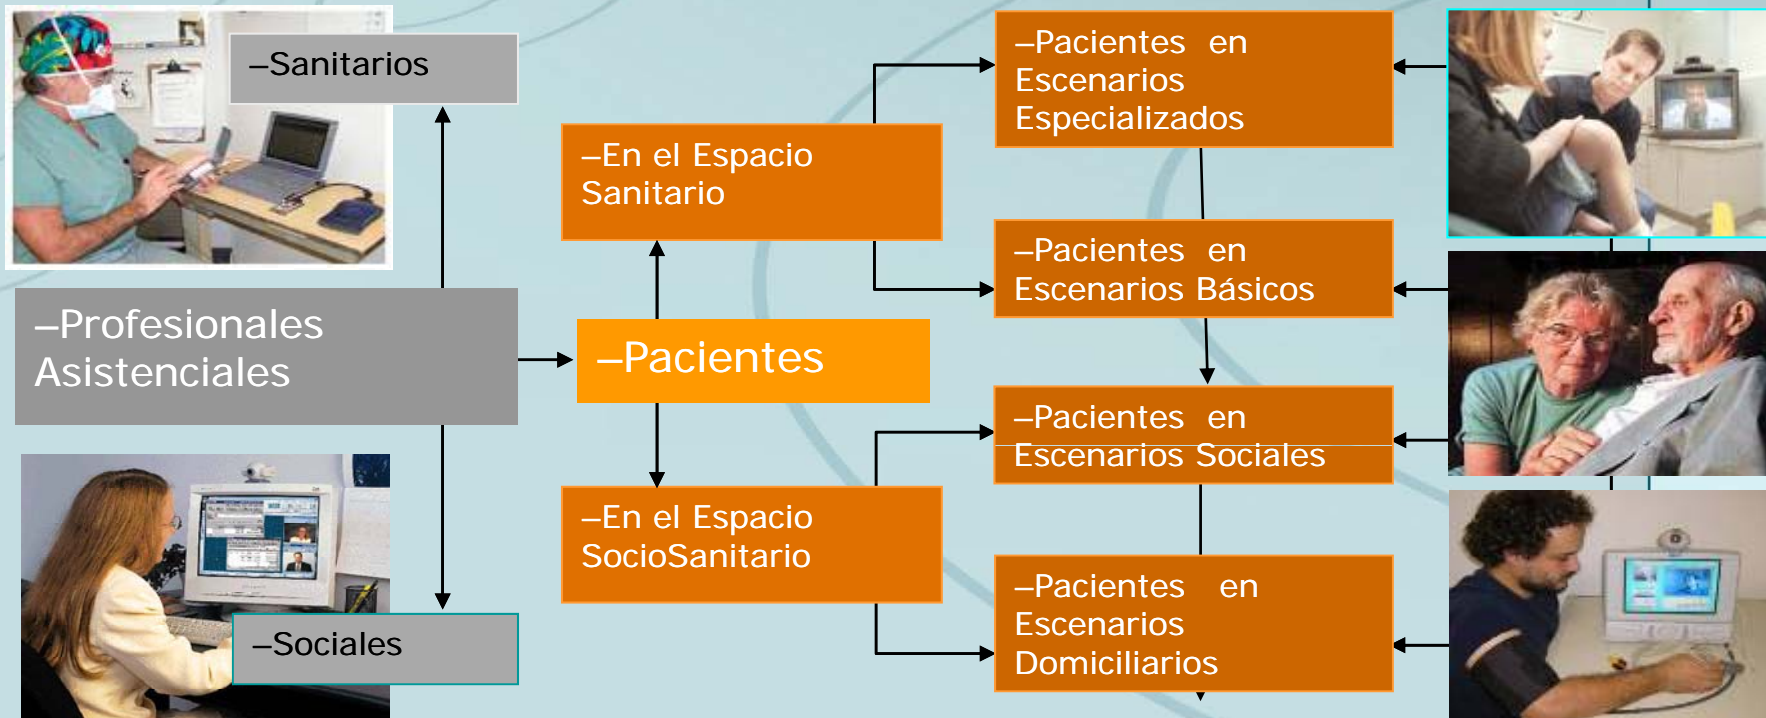 –Sanitarios
–Profesionales
Asistenciales
–Sociales
–En el Espacio
Sanitario
–Pacientes
–En el Espacio
SocioSanitario
–Pacientes en
Escenarios
Especializados
–Pacientes en
Escenarios Básicos
–Pacientes en
Escenarios Sociales
–Pacientes en
Escenarios
Domiciliarios